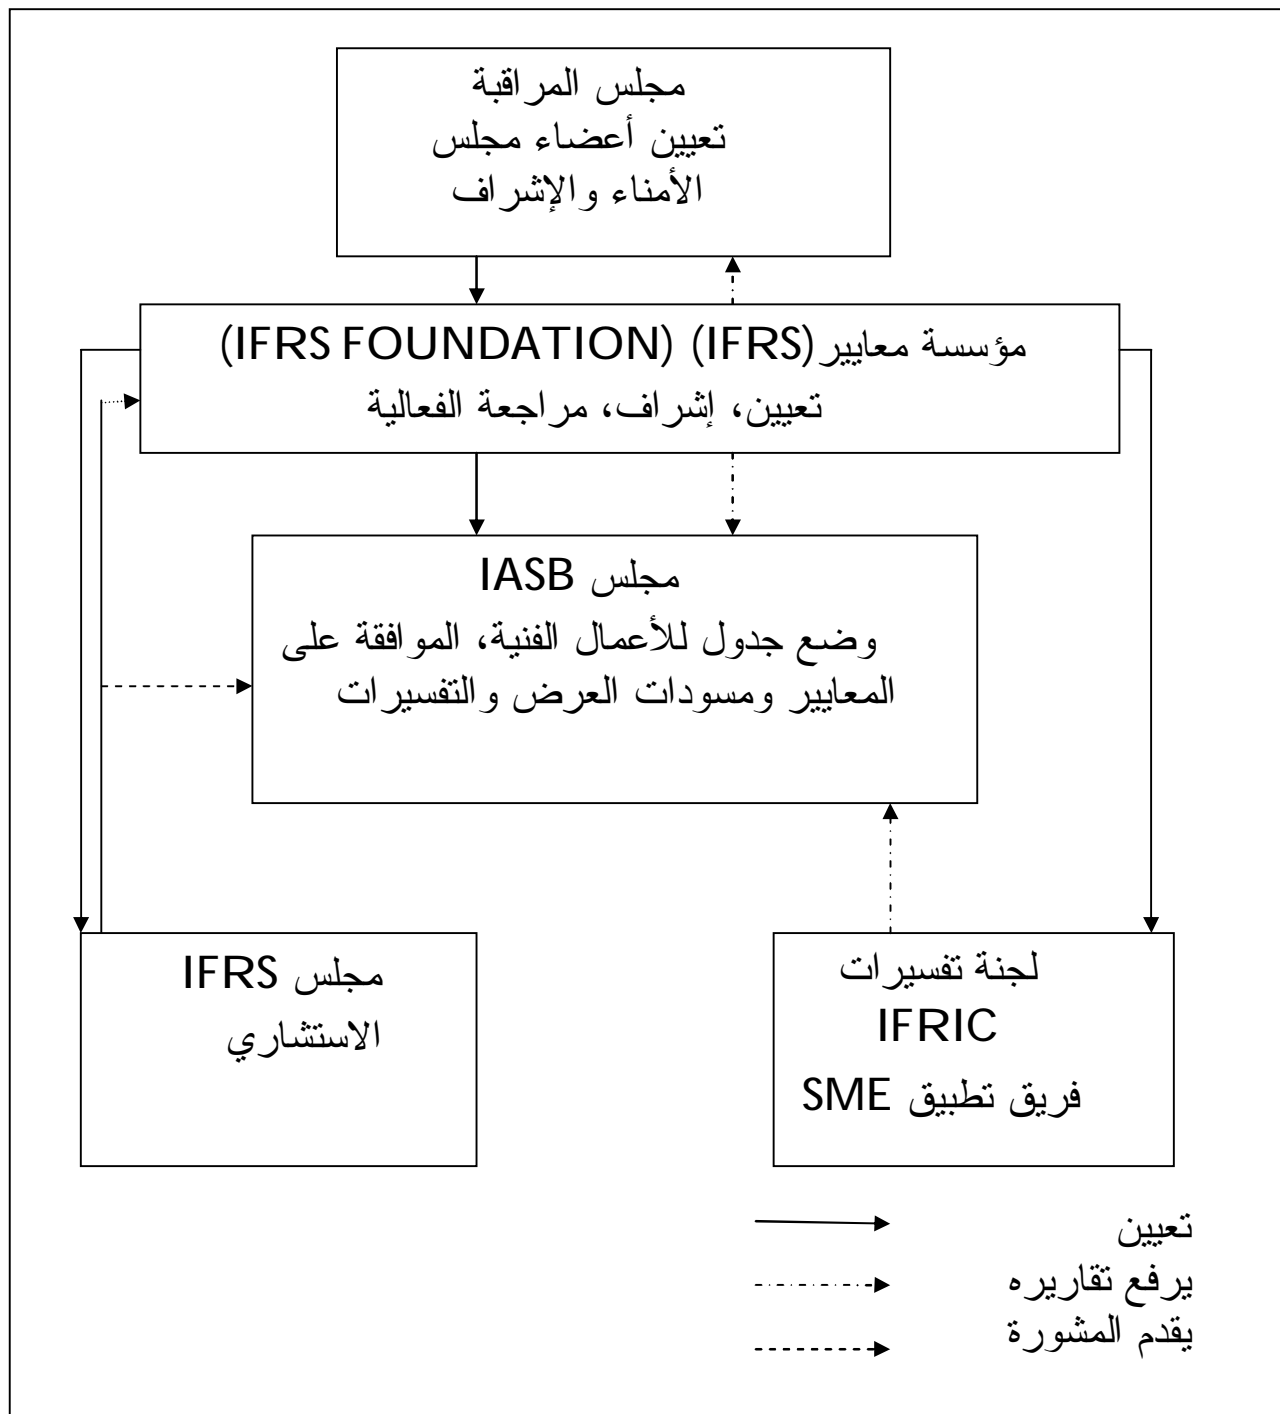 مجلس المراقبة
تعيين أعضاء مجلس
الأمناء والإشراف
مؤسسة معايير(IFRS) (IFRS FOUNDATION)
تعيين، إشراف، مراجعة الفعالية
مجلس IASB
وضع جدول للأعمال الفنية، الموافقة على
المعايير ومسودات العرض والتفسيرات
لجنة تفسيرات
IFRIC
فريق تطبيق SME
مجلس IFRS
الاستشاري
تعيين
يرفع تقاريره
يقدم المشورة